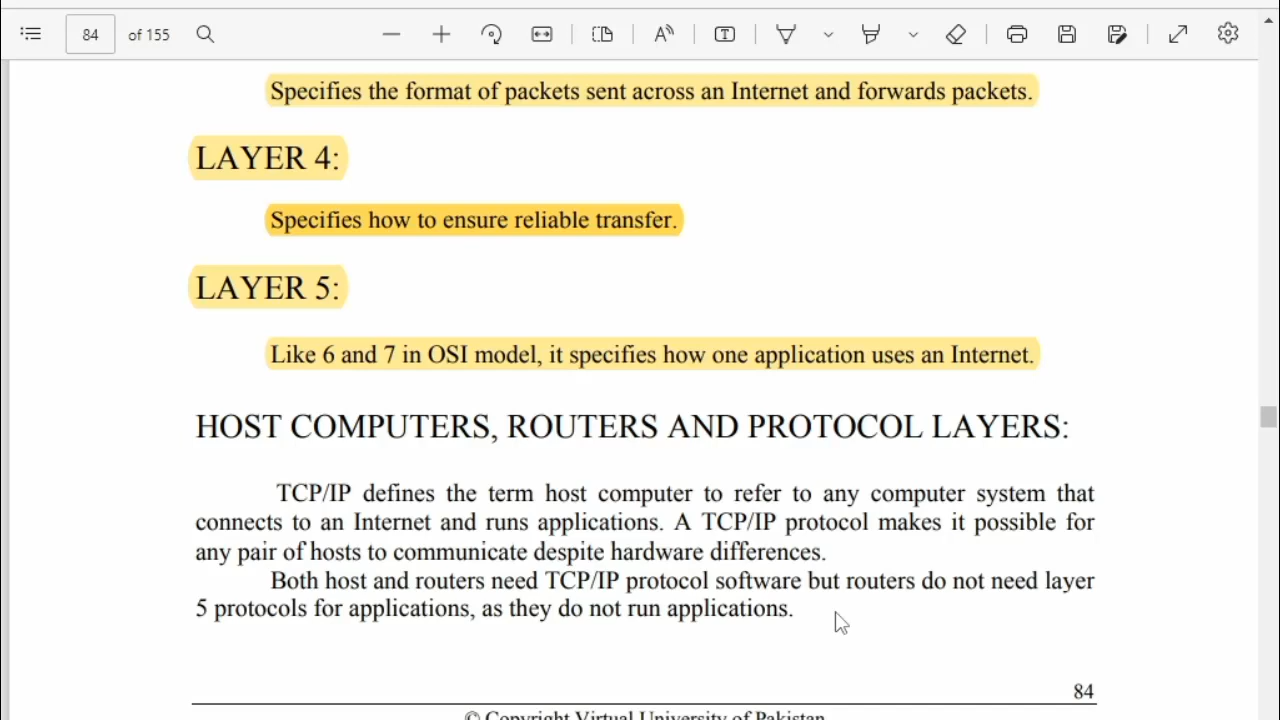 84 of 155
Specifies the format of packets sent across an Internet and forwards packets.
LAYER 4:
Specifies how to ensure reliable transfer.
LAYER 5:
Like 6 and 7 in OSI model, it specifies how one application uses an Internet.
HOST COMPUTERS, ROUTERS AND PROTOCOL LAYERS:
TCP/IP defines the term host computer to refer to any computer system that
connects to an Internet and runs applications. A TCP/IP protocol makes it possible for
any pair of hosts to communicate despite hardware differences.
Both host and routers need TCP/IP protocol software but routers do not need layer
5 protocols for applications, as they do not run applications.
84
© Copyright Virtual University of Pakistan